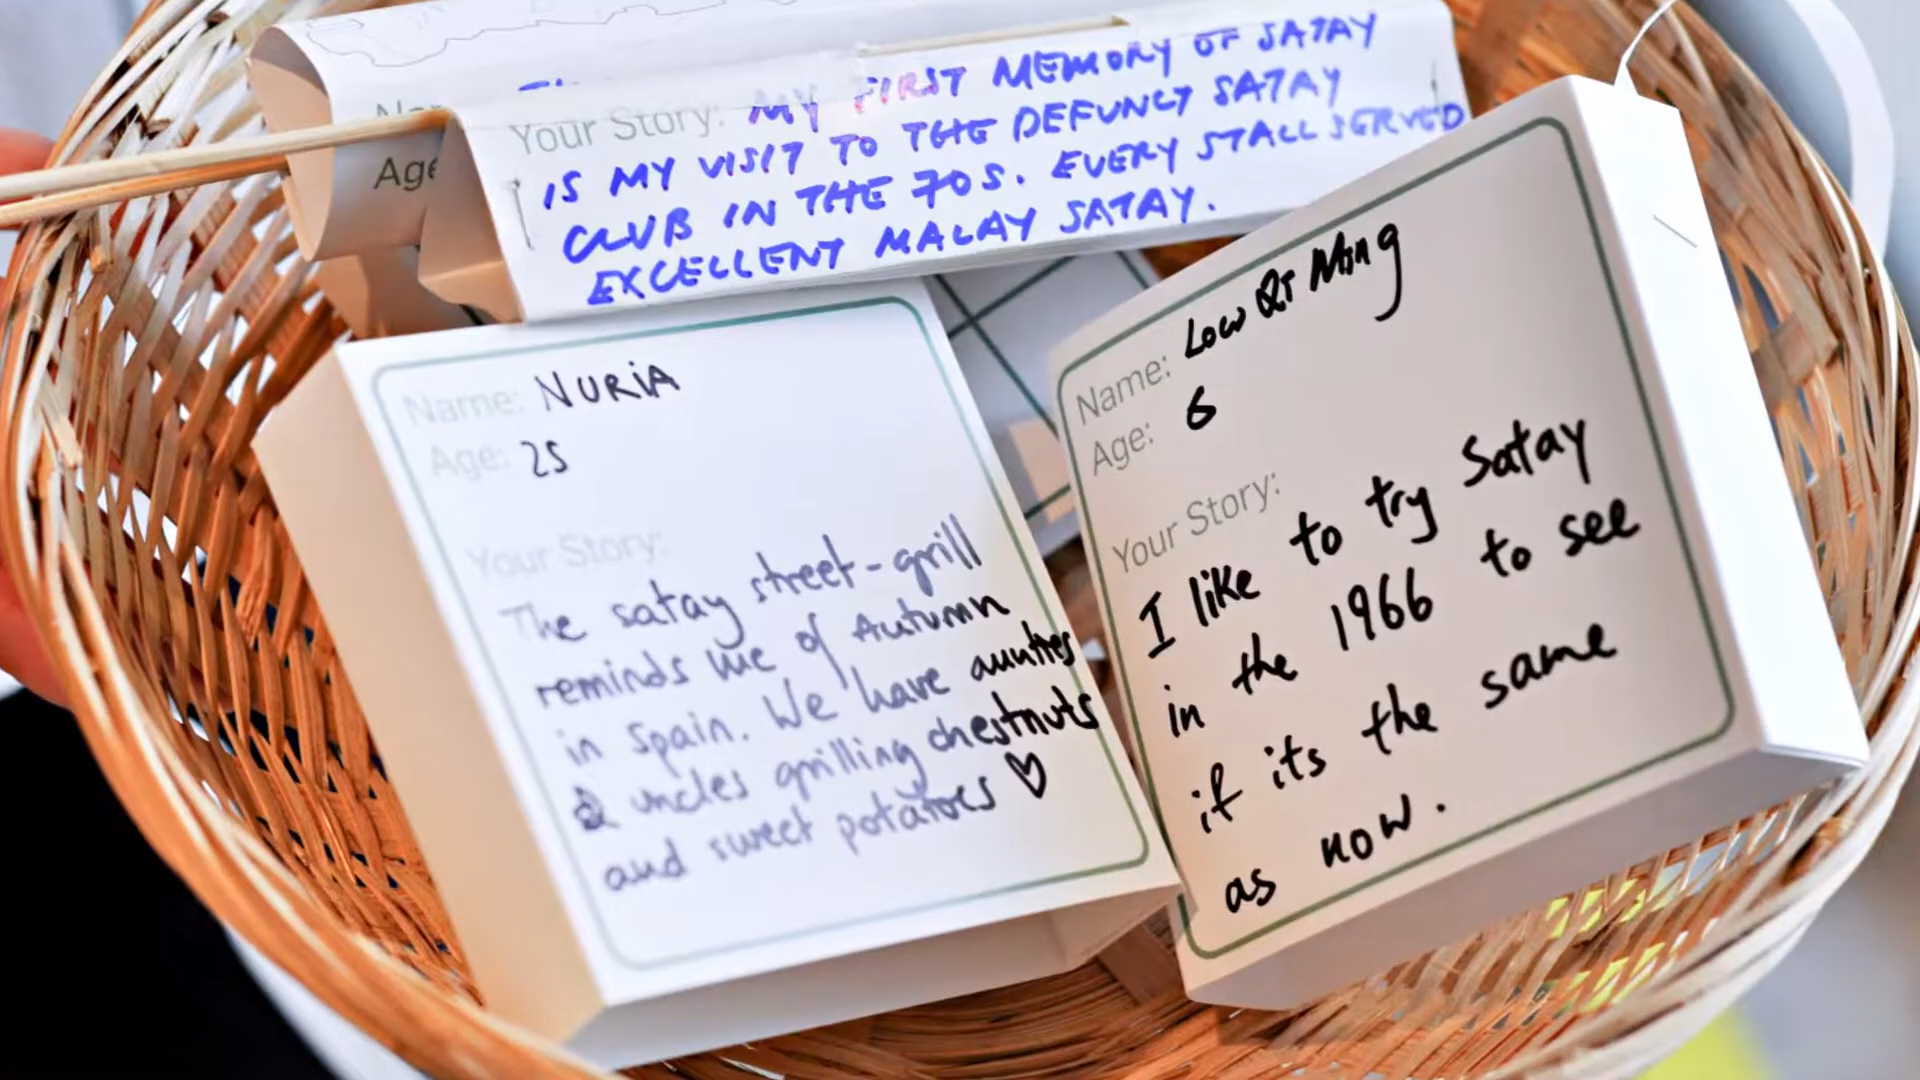 Your Story: MY FIRST MEMORY OF SATAY
IS MY VISIT TO THE DEFUNCT SATAY
CLUB IN THE 70S. EVERY STALL SERVED
EXCELLENT MALAY SATAY.
Age
Name: NURIA
Age: 25
Your Story:
The satay street-grill
reminds me of Autumn
in Spain. We have aunties
& uncles grilling chestnuts
and sweet potatoes ♡
Name: Low Qi Ming
Age: 6
Your Story:
I like to try Satay
in the 1966 to see
if its the same
as now.